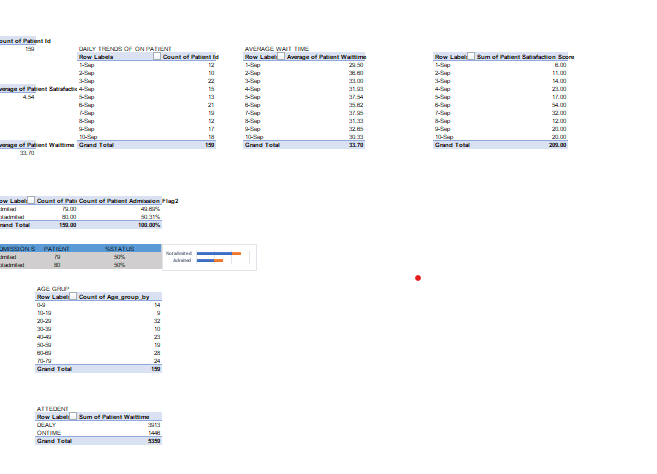 ount of Patient Id
159
verage of Patient Satisfactic
4.54
verage of Patient Waittime
33.70
DAILY TRENDS OF ON PATIENT
Row Labels Count of Patient Id
1-Sep 12
2-Sep 10
3-Sep 22
4-Sep 15
5-Sep 13
6-Sep 21
7-Sep 19
8-Sep 12
9-Sep 17
10-Sep 18
Grand Total 159
AVERAGE WAIT TIME
Row Labels Average of Patient Waittime
1-Sep 29.50
2-Sep 36.60
3-Sep 33.00
4-Sep 31.93
5-Sep 37.54
6-Sep 35.62
7-Sep 37.95
8-Sep 31.33
9-Sep 32.65
10-Sep 30.33
Grand Total 33.70
Row Labels Sum of Patient Satisfaction Score
1-Sep 6.00
2-Sep 11.00
3-Sep 14.00
4-Sep 23.00
5-Sep 17.00
6-Sep 54.00
7-Sep 32.00
8-Sep 12.00
9-Sep 20.00
10-Sep 20.00
Grand Total 209.00
ow Label Count of Pati Count of Patient Admission Flag2
dmited 79.00 49.69%
otadmited 80.00 50.31%
rand Total 159.00 100.00%
DMISSION S PATIENT %STATUS
dmited 79 50%
otadmited 80 50%
Notadmited
Admited
AGE GRUP
Row Label Count of Age_group_by
0-9 14
10-19 9
20-29 32
30-39 10
40-49 23
50-59 19
60-69 28
70-79 24
Grand Total 159
ATTEDENT
Row Label Sum of Patient Waittime
DEALY 3913
ONTIME 1446
Grand Total 5359